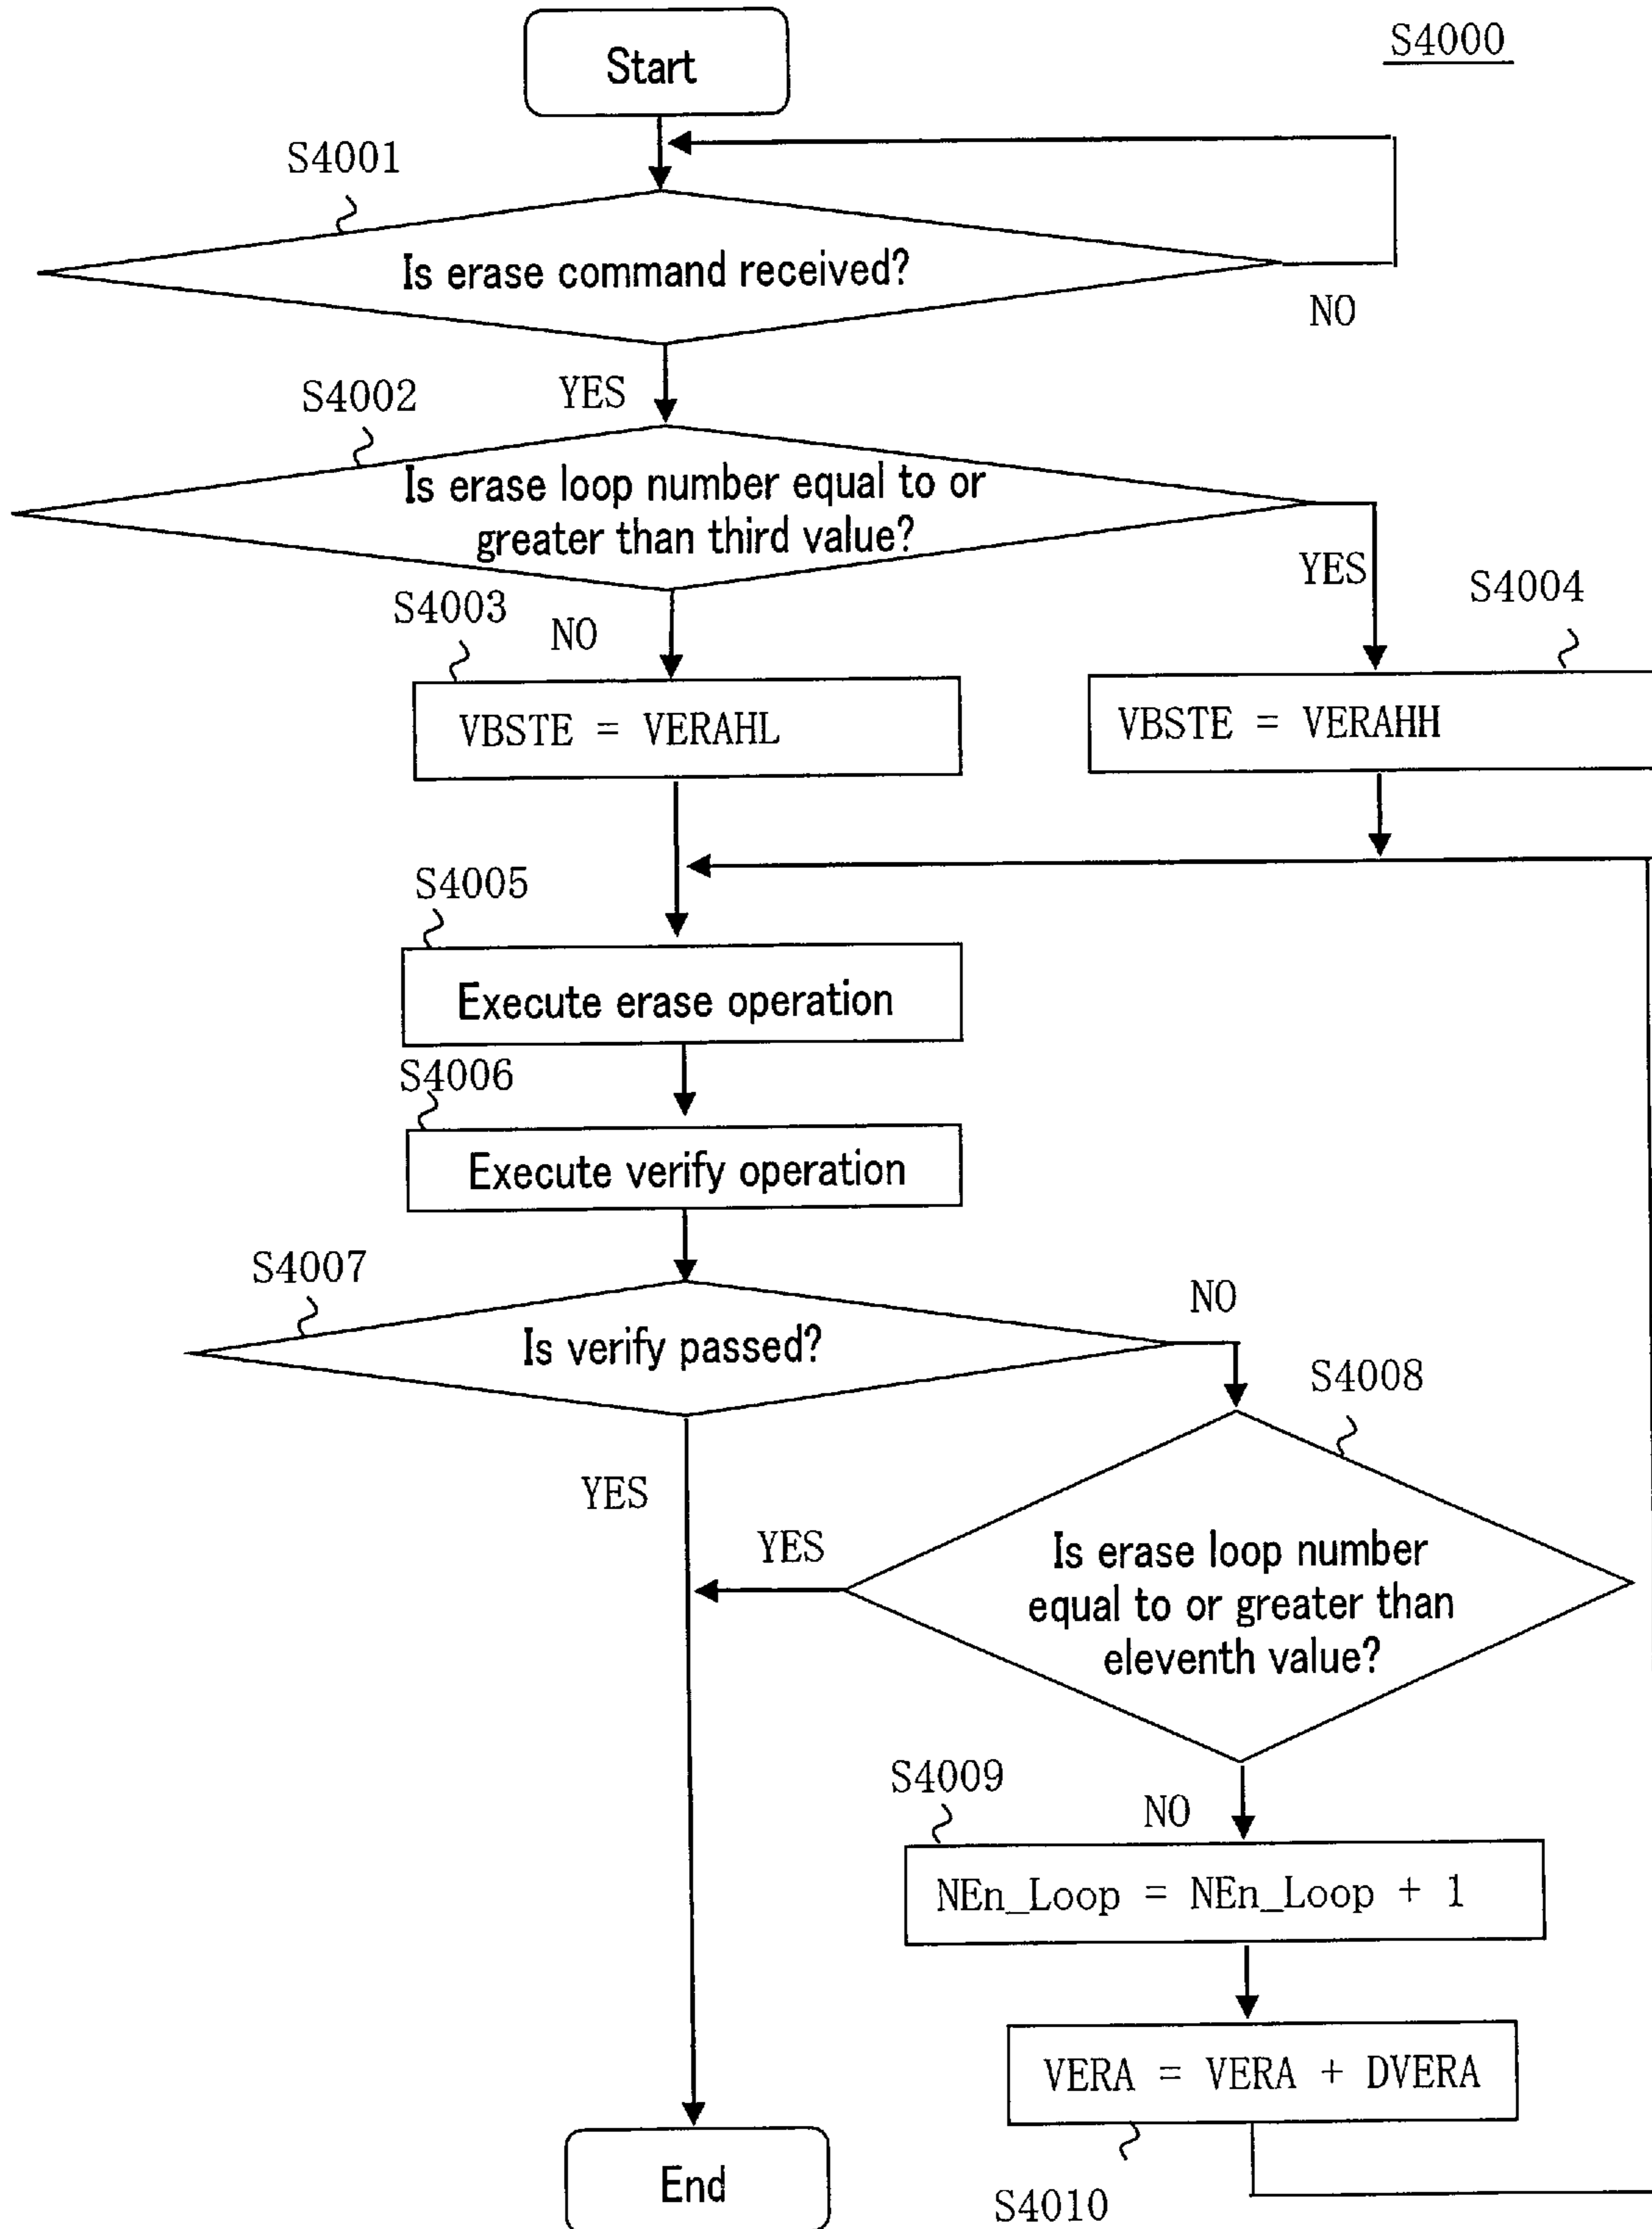 S4000
Start
S4001
Is erase command received?
NO
YES
S4002
Is erase loop number equal to or
greater than third value?
YES
S4004
S4003
NO
VBSTE = VERAHL
VBSTE = VERAHH
S4005
Execute erase operation
S4006
Execute verify operation
S4007
NO
Is verify passed?
S4008
YES
YES
Is erase loop number
equal to or greater than
eleventh value?
S4009
NO
NEn_Loop = NEn_Loop + 1
VERA = VERA + DVERA
End
S4010